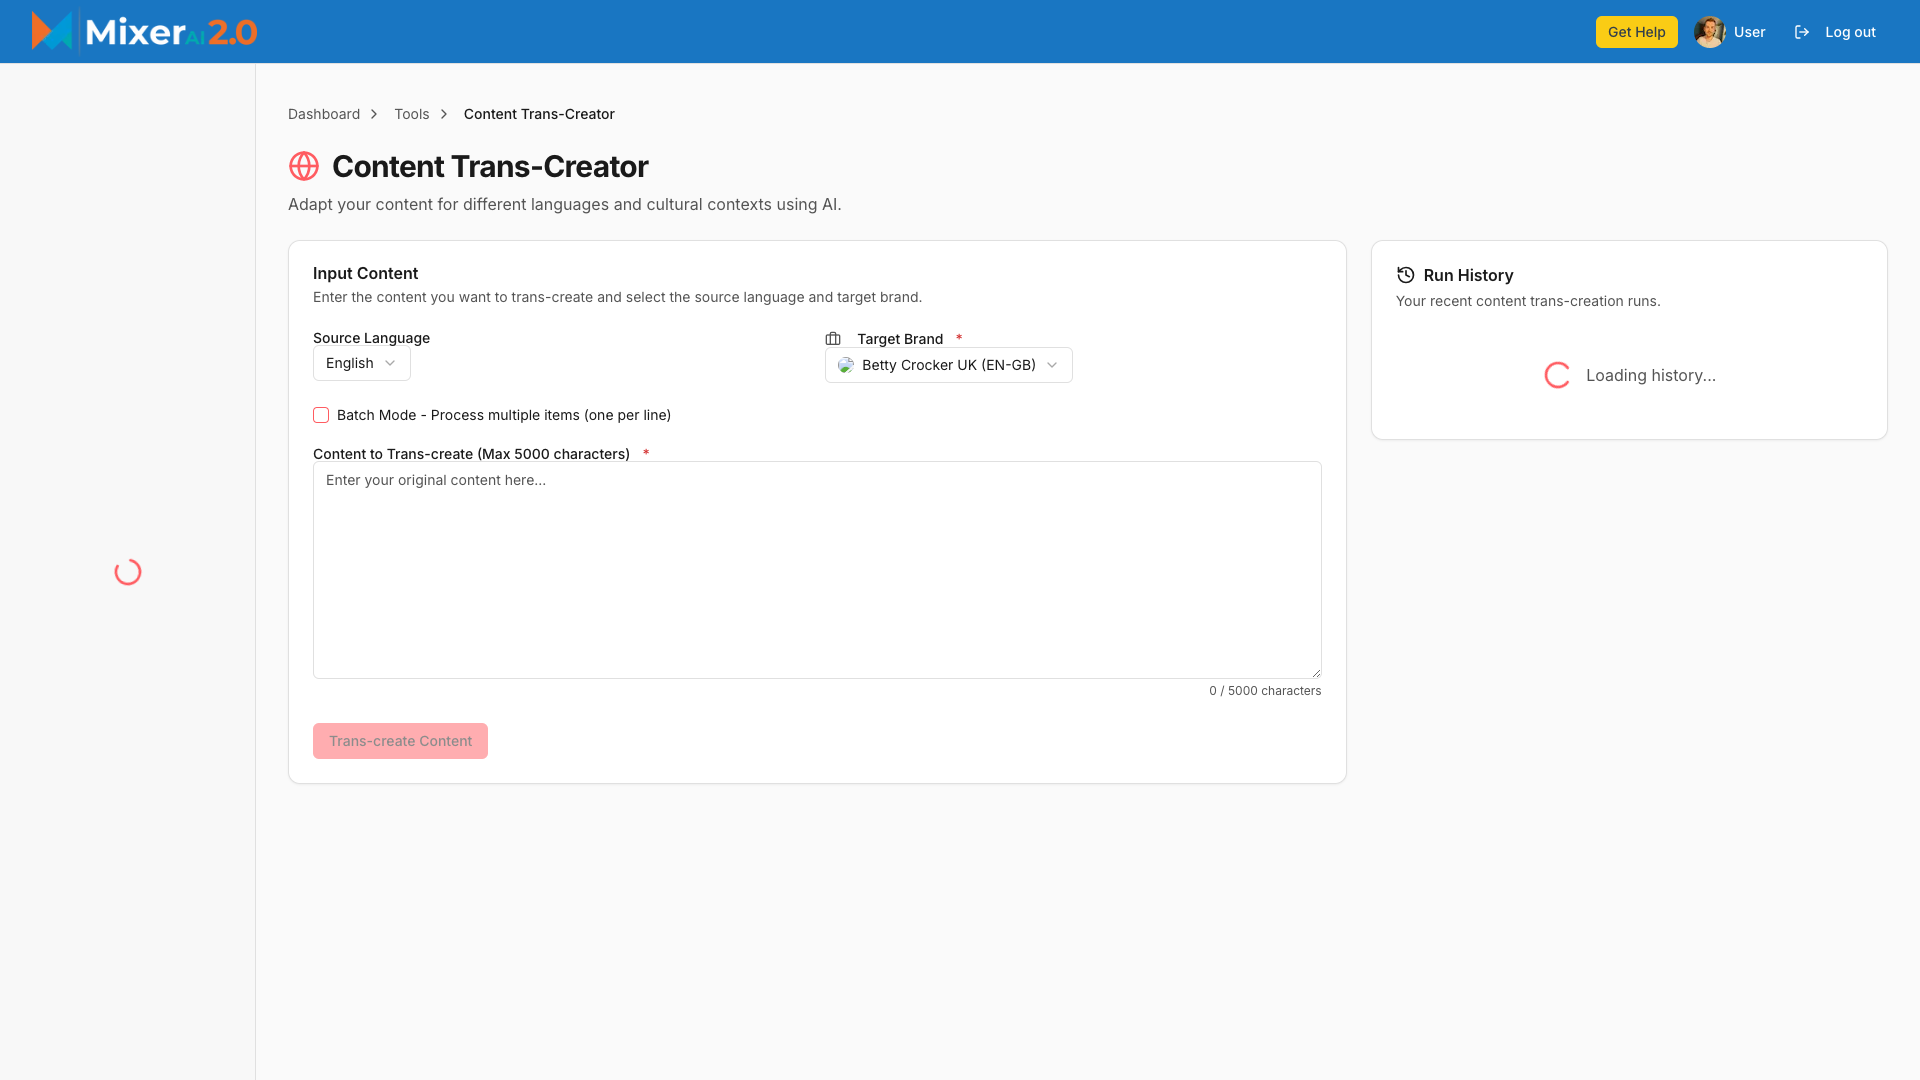 MixerAI 2.0
Get Help
User
Log out
Dashboard
Tools
Content Trans-Creator
Content Trans-Creator
Adapt your content for different languages and cultural contexts using AI.
Input Content
Enter the content you want to trans-create and select the source language and target brand.
Source Language
English
Target Brand *
Betty Crocker UK (EN-GB)
Batch Mode - Process multiple items (one per line)
Content to Trans-create (Max 5000 characters) *
Enter your original content here...
0 / 5000 characters
Trans-create Content
Run History
Your recent content trans-creation runs.
Loading history...